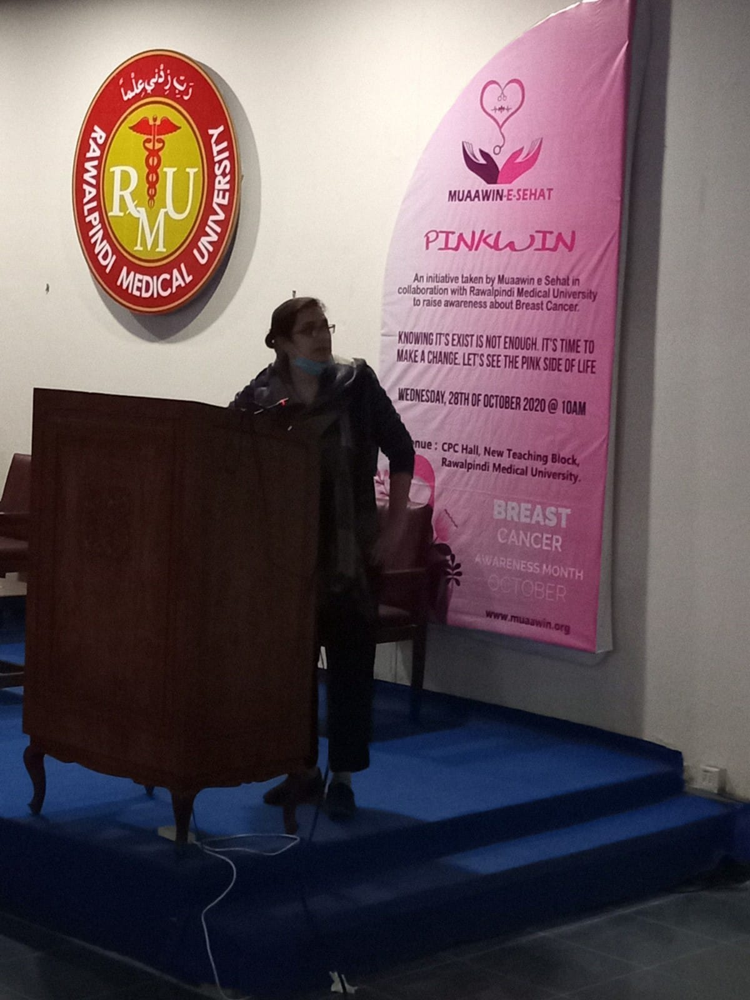 رَبِّ زِدْنِي عِلْماً
RAWALPINDI MEDICAL UNIVERSITY
RMU
MUAAWIN-E-SEHAT
PINKWIN
An initiative taken by Muaawin e Sehat in
collaboration with Rawalpindi Medical University
to raise awareness about Breast Cancer.
KNOWING IT'S EXIST IS NOT ENOUGH. IT'S TIME TO
MAKE A CHANGE. LET'S SEE THE PINK SIDE OF LIFE
WEDNESDAY, 28TH OF OCTOBER 2020 @ 10AM
enue : CPC Hall, New Teaching Block,
Rawalpindi Medical University.
BREAST
CANCER
AWARENESS MONTH
OCTOBER
www.muaawin.org